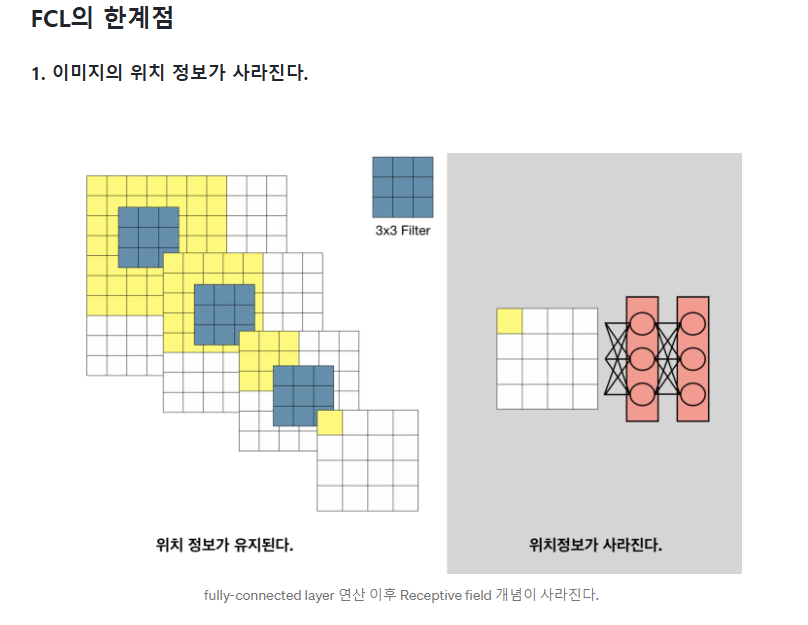 FCL의 한계점
1. 이미지의 위치 정보가 사라진다.
3x3 Filter
위치 정보가 유지된다.
위치정보가 사라진다.
fully-connected layer 연산 이후 Receptive field 개념이 사라진다.